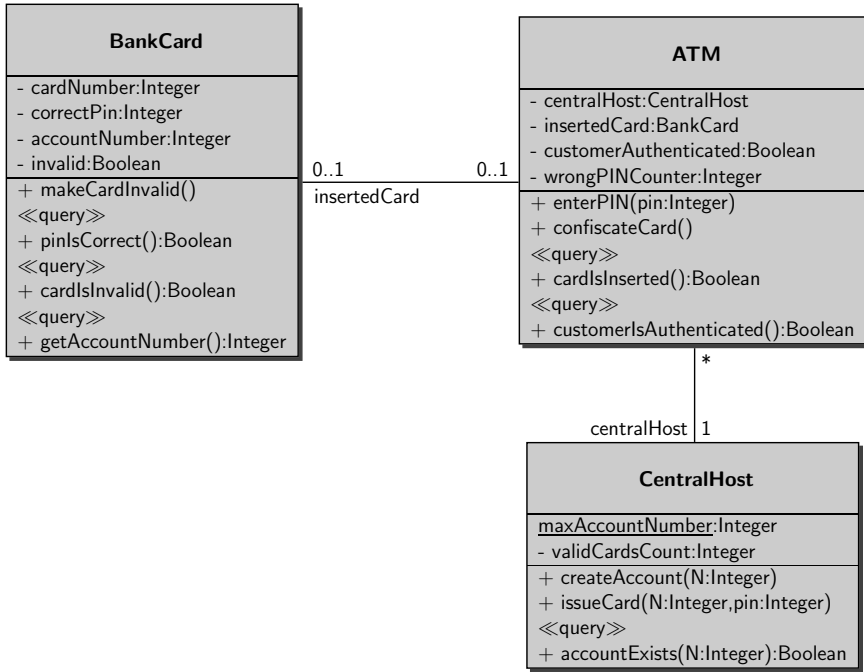 BankCard
- cardNumber:Integer
- correctPin:Integer
- accountNumber:Integer
- invalid:Boolean
+ makeCardInvalid()
≪query≫
+ pinIsCorrect():Boolean
≪query≫
+ cardIsInvalid():Boolean
≪query≫
+ getAccountNumber():Integer
0..1
insertedCard
0..1
ATM
- centralHost:CentralHost
- insertedCard:BankCard
- customerAuthenticated:Boolean
- wrongPINCounter:Integer
+ enterPIN(pin:Integer)
+ confiscateCard()
≪query≫
+ cardIsInserted():Boolean
≪query≫
+ customerIsAuthenticated():Boolean
*
centralHost 1
CentralHost
maxAccountNumber:Integer
- validCardsCount:Integer
+ createAccount(N:Integer)
+ issueCard(N:Integer,pin:Integer)
≪query≫
+ accountExists(N:Integer):Boolean